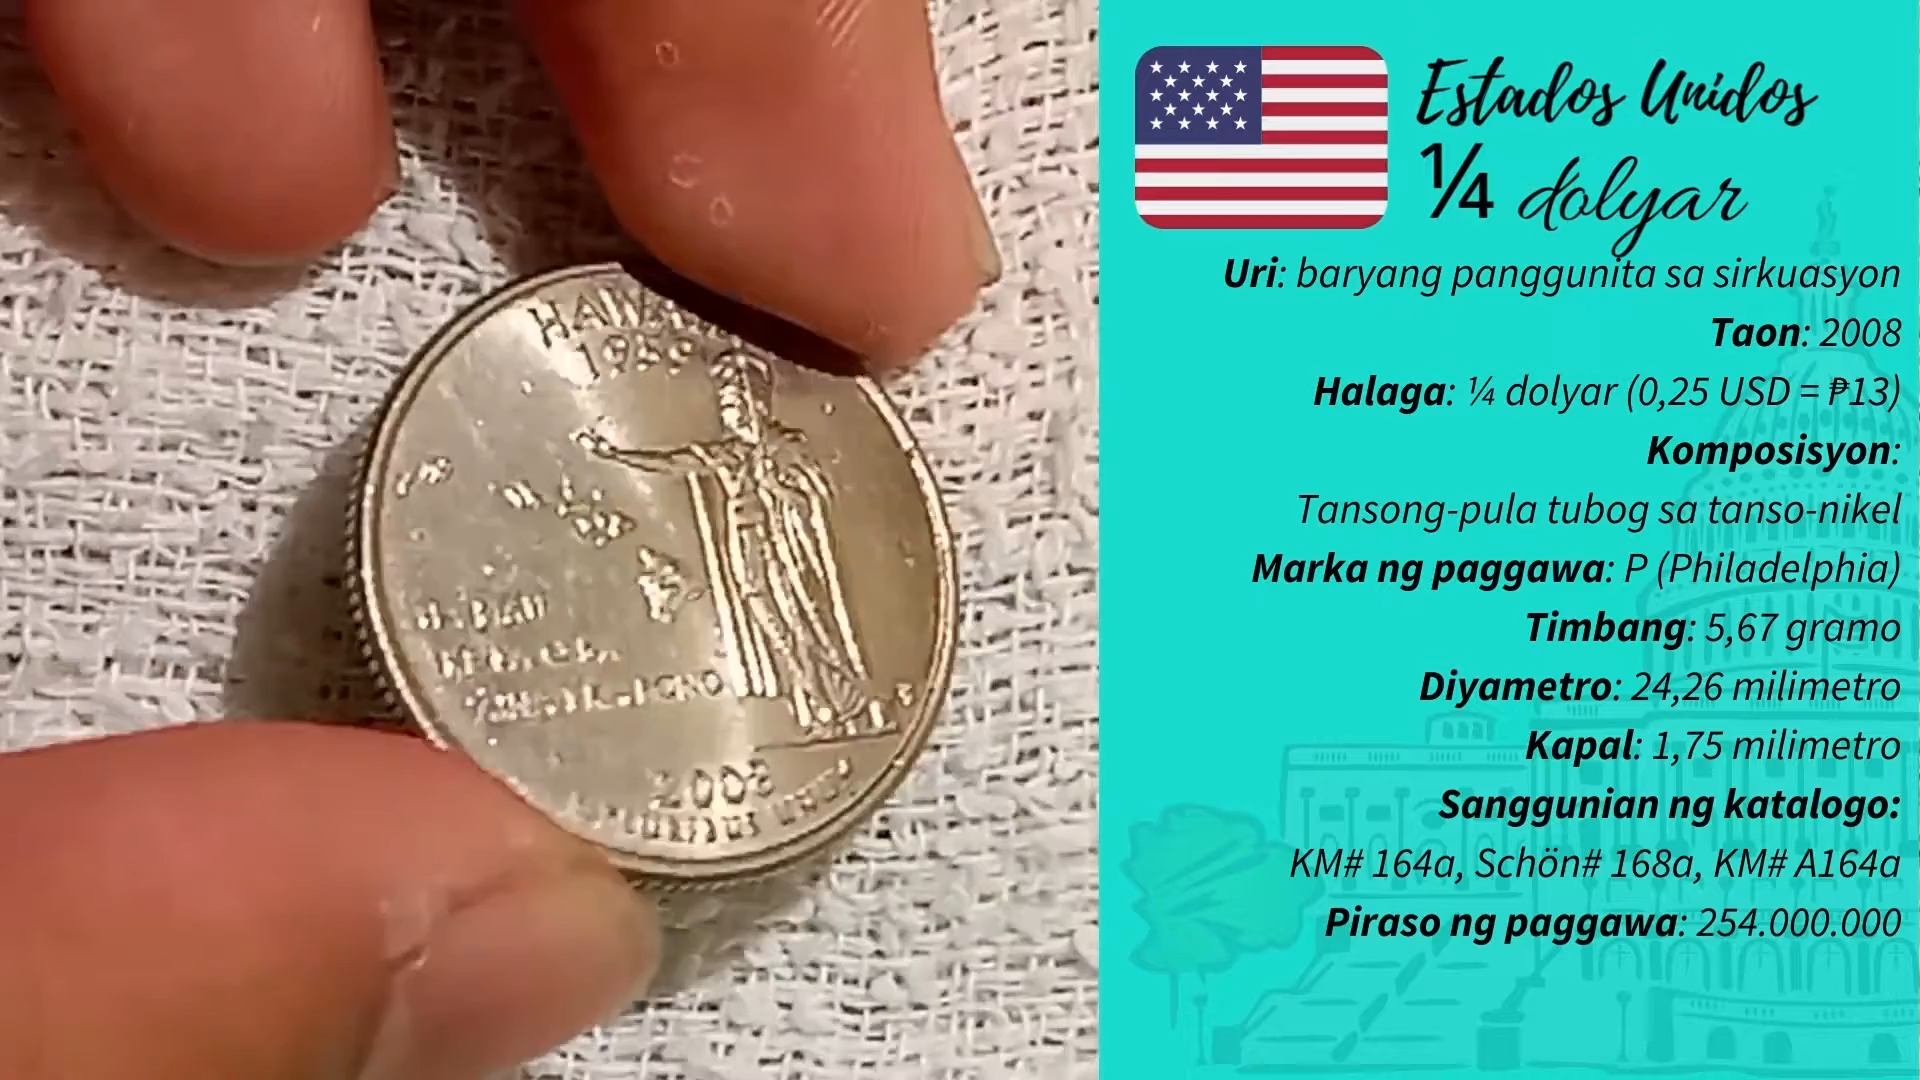 1959
2008
Estados Unidos
¼ dolyar
Uri: baryang panggunita sa sirkuasyon
Taon: 2008
Halaga: ¼ dolyar (0,25 USD = ₱13)
Komposisyon:
Tansong-pula tubog sa tanso-nikel
Marka ng paggawa: P (Philadelphia)
Timbang: 5,67 gramo
Diyametro: 24,26 milimetro
Kapal: 1,75 milimetro
Sanggunian ng katalogo:
KM# 164a, Schön# 168a, KM# A164a
Piraso ng paggawa: 254.000.000